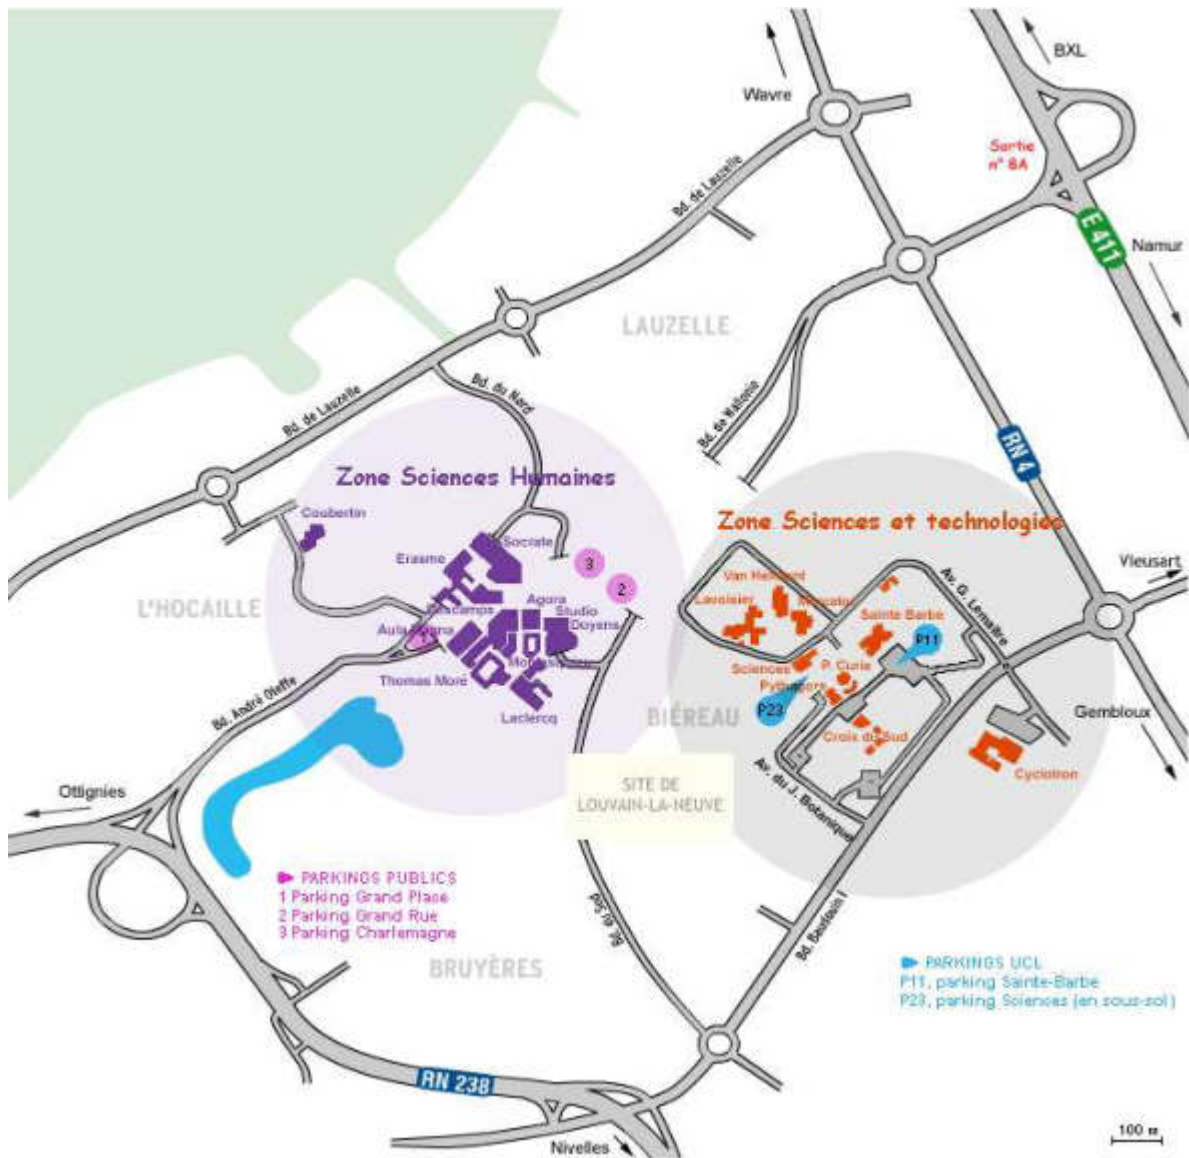 BXL
Wavre
Sortie
n° 8A
Bd. de Lauzelle
E 411
Namur
LAUZELLE
Bd. du Nord
Bd. de Lauzelle
Bd. de Wallonie
RN 4
Zone Sciences Humaines
Zone Sciences et technologies
Coubertin
Socrate
Erasme
3
2
Vleusart
Av. G. Lemaître
Van Helmont
Lavoisier
Mercator
L'HOCAILLE
Descamps
Agora
Studio
Doyens
Sainte Barbe
Aula Magna
P11
Sciences
P. Curie
Thomas More
Pythagore
Bd. André Oleffe
Leclercq
BIÉREAU
P23
Gembloux
Croix du Sud
Cyclotron
Av. du J. Botanique
SITE DE
LOUVAIN-LA-NEUVE
Ottignies
PARKINGS PUBLICS
1 Parking Grand Place
2 Parking Grand Rue
3 Parking Charlemagne
Bd. du Sud
Bd. Baudouin I
BRUYÈRES
PARKINGS UCL
P11, parking Sainte-Barbe
P23, parking Sciences (en sous-sol)
RN 238
100 m
Nivelles